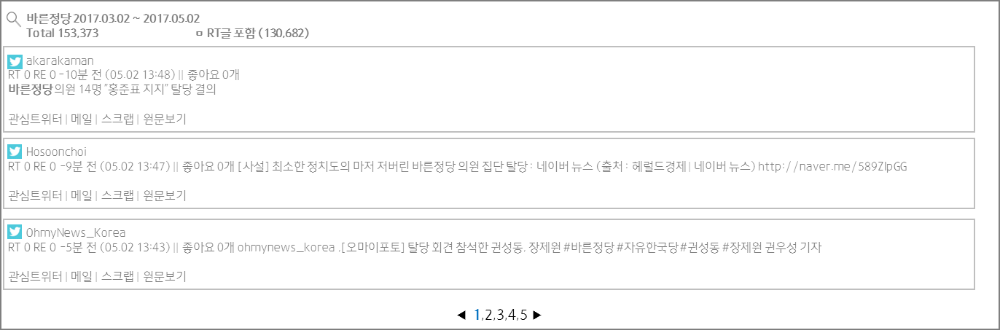 바른정당 2017.03.02 ~ 2017.05.02
Total 153,373 ㅁ RT글 포함 (130,682)
akarakaman
RT 0 RE 0 -10분 전 (05.02 13:48) || 좋아요 0개
바른정당의원 14명 "홍준표 지지" 탈당 결의
관심트위터 | 메일 | 스크랩 | 원문보기
Hosoonchoi
RT 0 RE 0 -9분 전 (05.02 13:47) || 좋아요 0개 [사설] 최소한 정치도의 마저 저버린 바른정당 의원 집단 탈당 : 네이버 뉴스 (출처 : 헤럴드경제 | 네이버 뉴스) http://naver.me/589ZIpGG
관심트위터 | 메일 | 스크랩 | 원문보기
OhmyNews_Korea
RT 0 RE 0 -5분 전 (05.02 13:43) || 좋아요 0개 ohmynews_korea ,[오마이포토] 탈당 회견 참석한 권성동, 장제원 #바른정당 #자유한국당 #권성동 #장제원 권우성 기자
관심트위터 | 메일 | 스크랩 | 원문보기
◀ 1,2,3,4,5 ▶